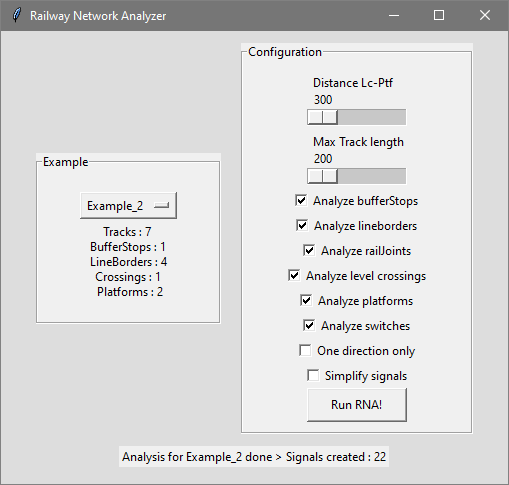 Railway Network Analyzer
Example
Example_2
Tracks : 7
BufferStops : 1
LineBorders : 4
Crossings : 1
Platforms : 2
Configuration
Distance Lc-Ptf
300
Max Track length
200
Analyze bufferStops
Analyze lineborders
Analyze railJoints
Analyze level crossings
Analyze platforms
Analyze switches
One direction only
Simplify signals
Run RNA!
Analysis for Example_2 done > Signals created : 22